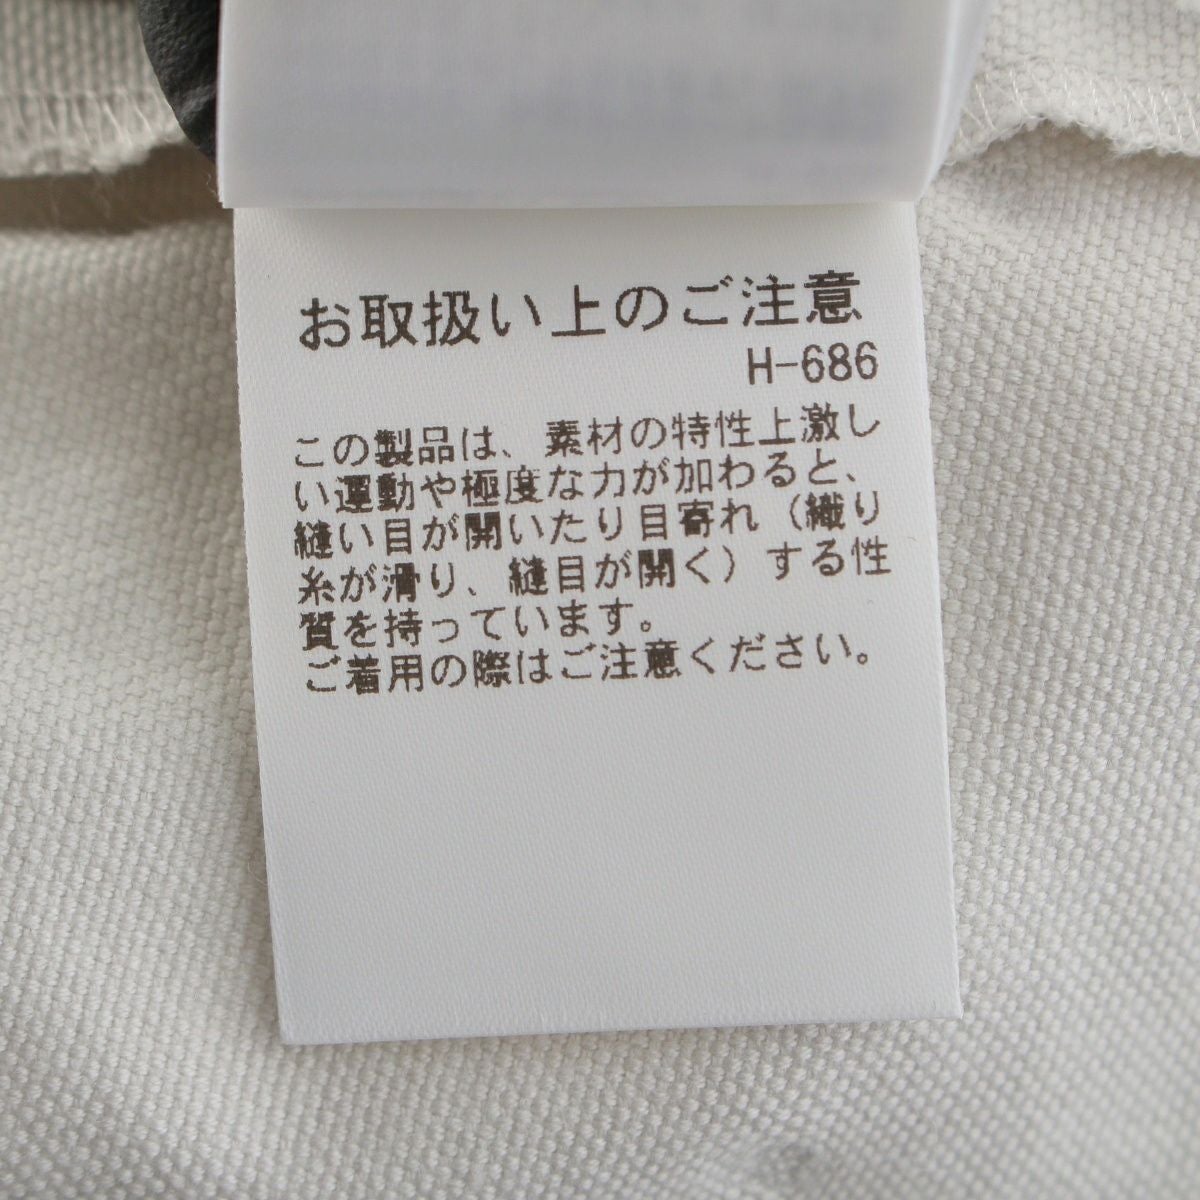 お取扱い上のご注意
H-686
この製品は、素材の特性上激し
い運動や極度な力が加わると、
縫い目が開いたり目寄れ（織り
糸が滑り、縫目が開く）する性
質を持っています。
ご着用の際はご注意ください。